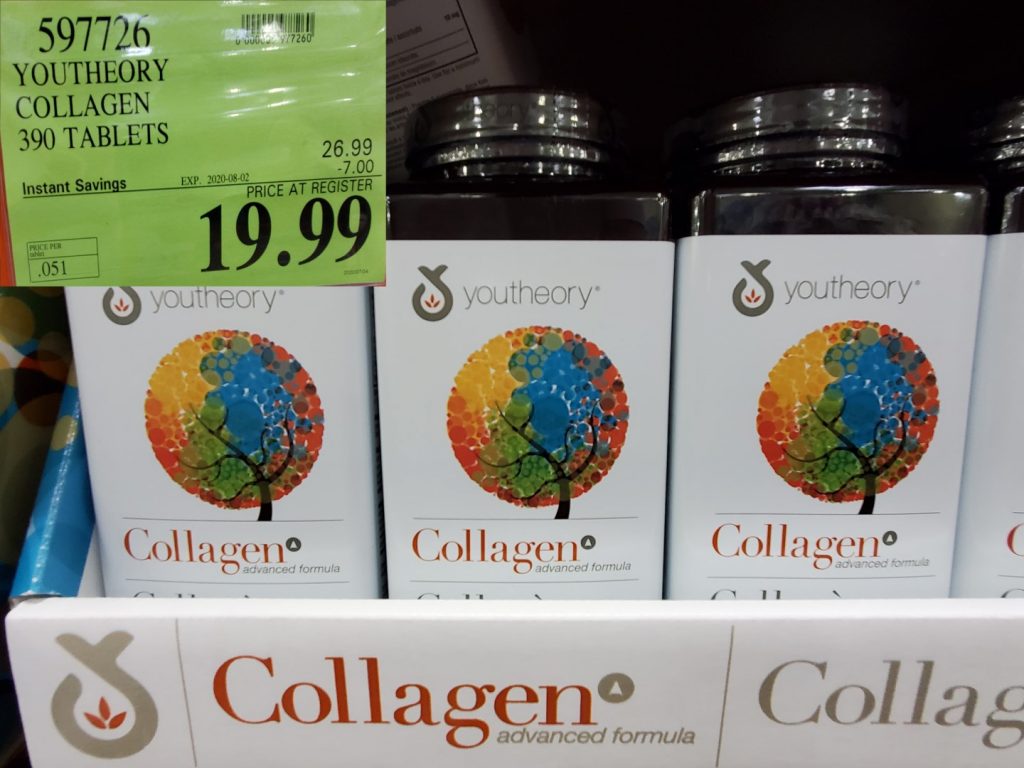 597726
YOUTHEORY
COLLAGEN
390 TABLETS
26.99
-7.00
Instant Savings
EXP. 2020-08-02
PRICE AT REGISTER
19.99
PRICE PER
.051
youtheory®
youtheory®
youtheory®
Collagen
advanced formula
Collagen
advanced formula
Collagen
advanced formula
Collagen
advanced formula
Collag